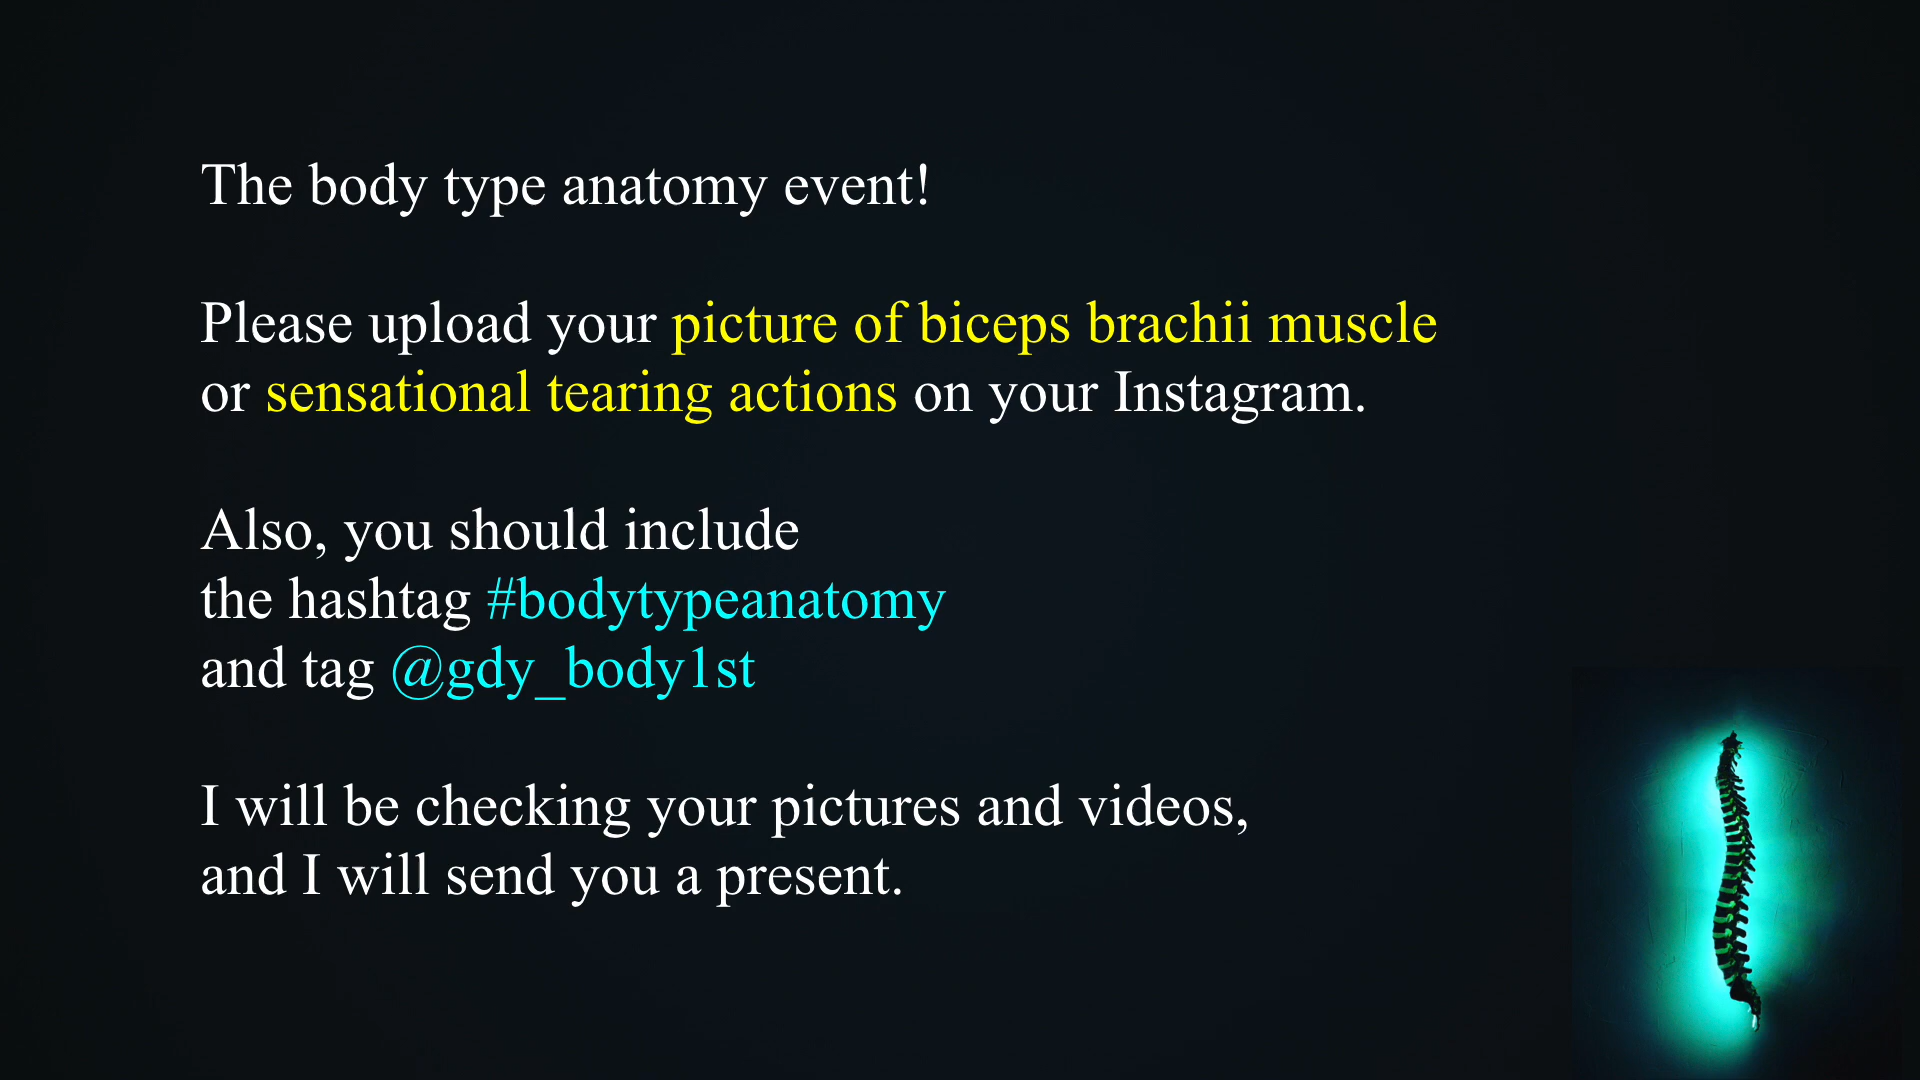 The body type anatomy event!
Please upload your picture of biceps brachii muscle
or sensational tearing actions on your Instagram.
Also, you should include
the hashtag #bodytypeanatomy
and tag @gdy_body1st
I will be checking your pictures and videos,
and I will send you a present.